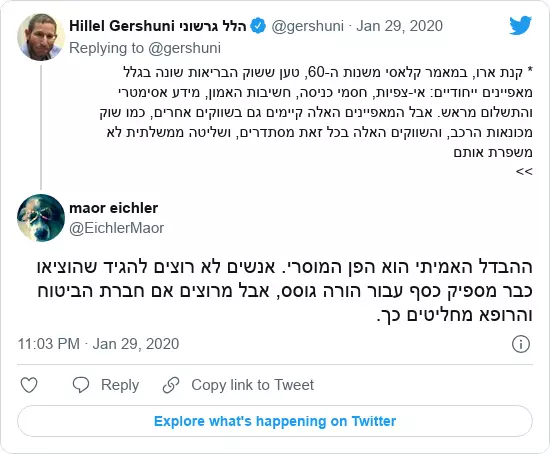 Hillel Gershuni הלל גרשוני @gershuni · Jan 29, 2020
Replying to @gershuni
* קנת ארו, במאמר קלאסי משנות ה-60, טען ששוק הבריאות שונה בגלל
מאפיינים ייחודיים: אי-צפיות, חסמי כניסה, חשיבות האמון, מידע אסימטרי
והתשלום מראש. אבל המאפיינים האלה קיימים גם בשווקים אחרים, כמו שוק
מכונאות הרכב, והשווקים האלה בכל זאת מסתדרים, ושליטה ממשלתית לא
משפרת אותם
>>
maor eichler
@EichlerMaor
ההבדל האמיתי הוא הפן המוסרי. אנשים לא רוצים להגיד שהוציאו
כבר מספיק כסף עבור הורה גוסס, אבל מרוצים אם חברת הביטוח
והרופא מחליטים כך.
11:03 PM · Jan 29, 2020
Reply
Copy link to Tweet
Explore what's happening on Twitter